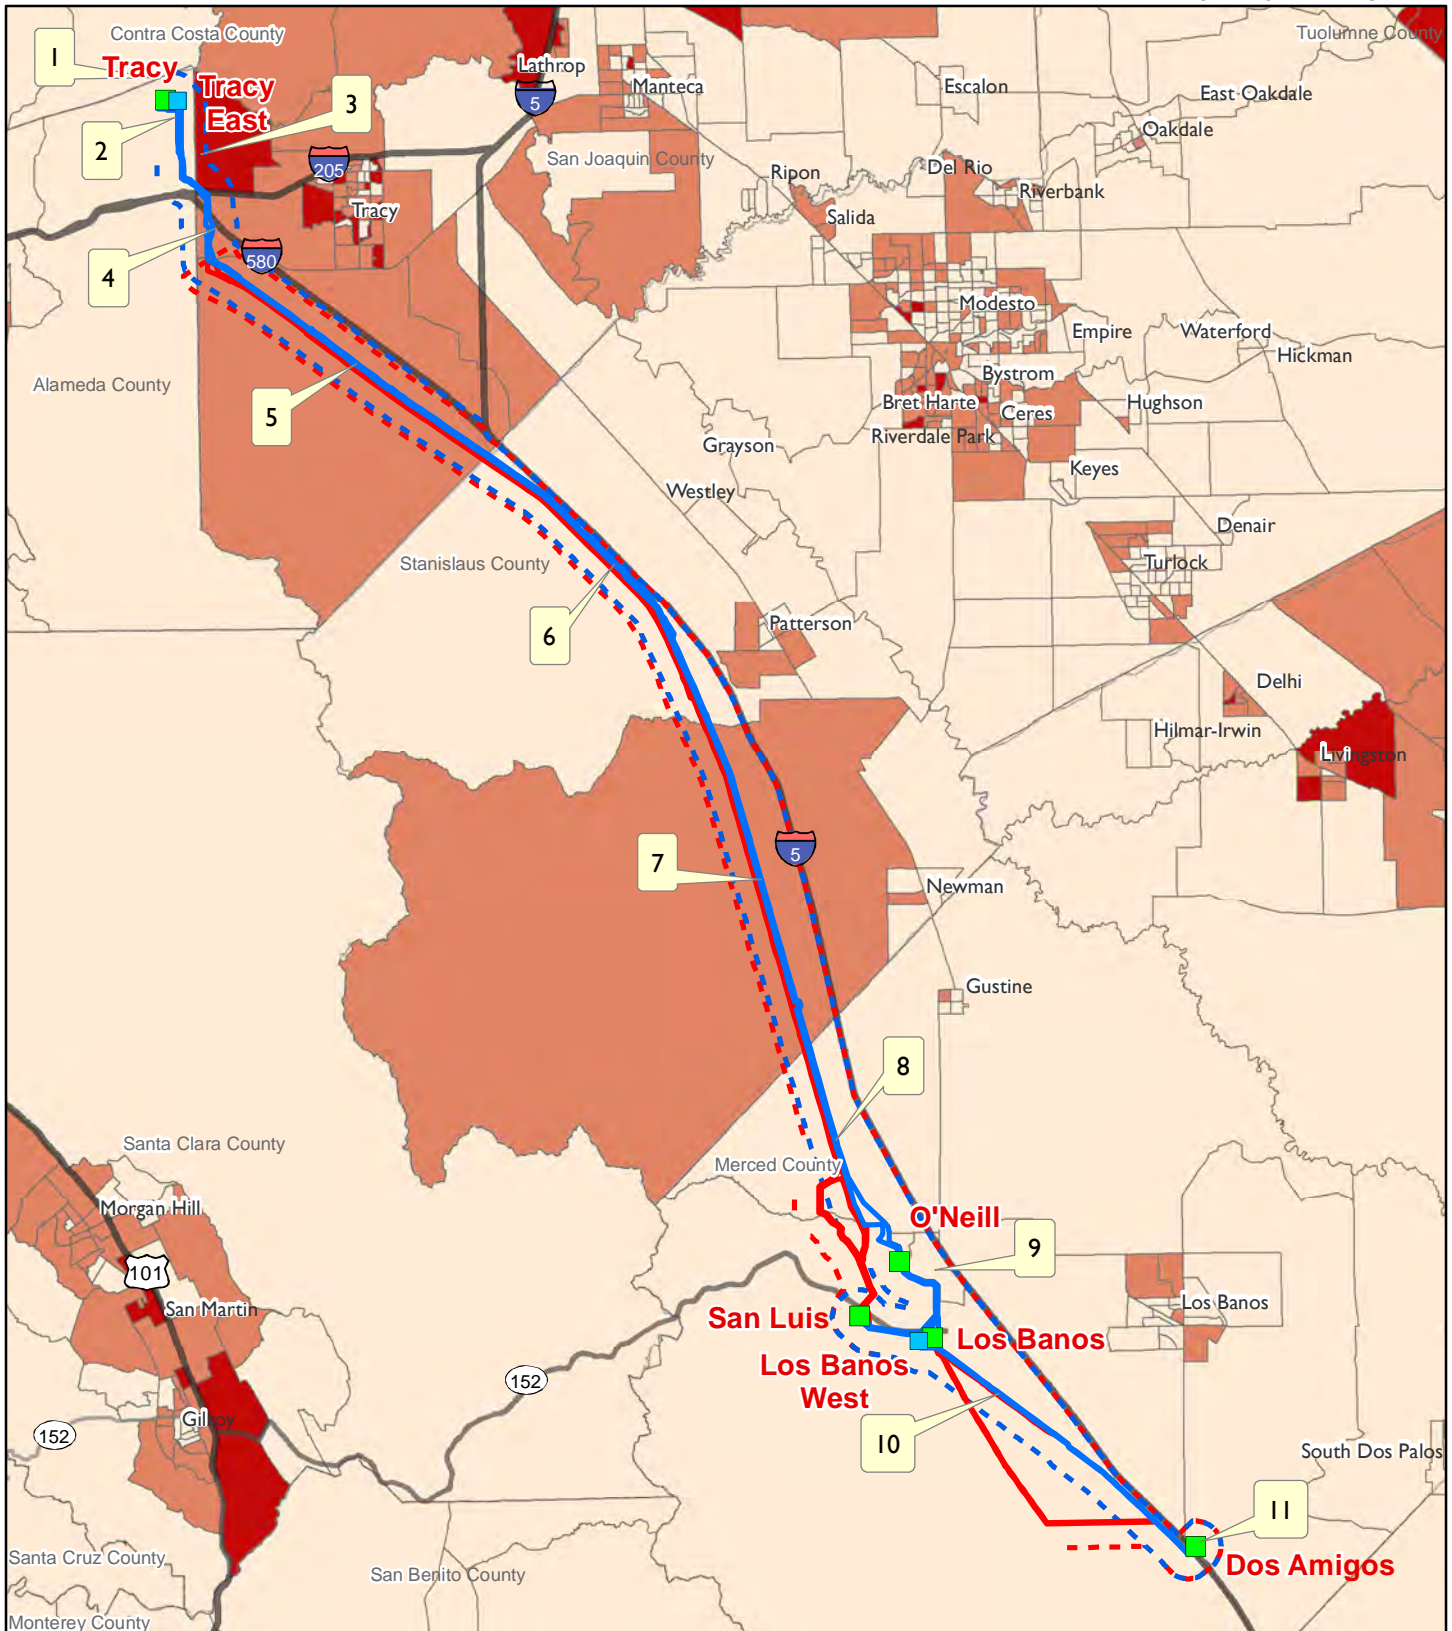 Contra Costa County
Tuolumne County
1
Tracy
Lathrop
Tracy
East
3
5
Manteca
Escalon
East Oakdale
Oakdale
2
205
San Joaquin County
Ripon
Del Rio
Riverbank
Tracy
Salida
4
580
Modesto
Empire
Waterford
Hickman
Alameda County
5
Bystrom
Bret Harte
Ceres
Hughson
Riverdale Park
Grayson
Keyes
Westley
Denair
Stanislaus County
Turlock
6
Patterson
Delhi
Hilmar-Irwin
Livingston
7
5
Newman
Gustine
8
Santa Clara County
Merced County
Morgan Hill
O'Neill
9
101
San Martin
San Luis
Los Banos
Los Banos
Los Banos
West
152
Gilroy
152
10
South Dos Palos
11
Santa Cruz County
San Benito County
Dos Amigos
Monterey County